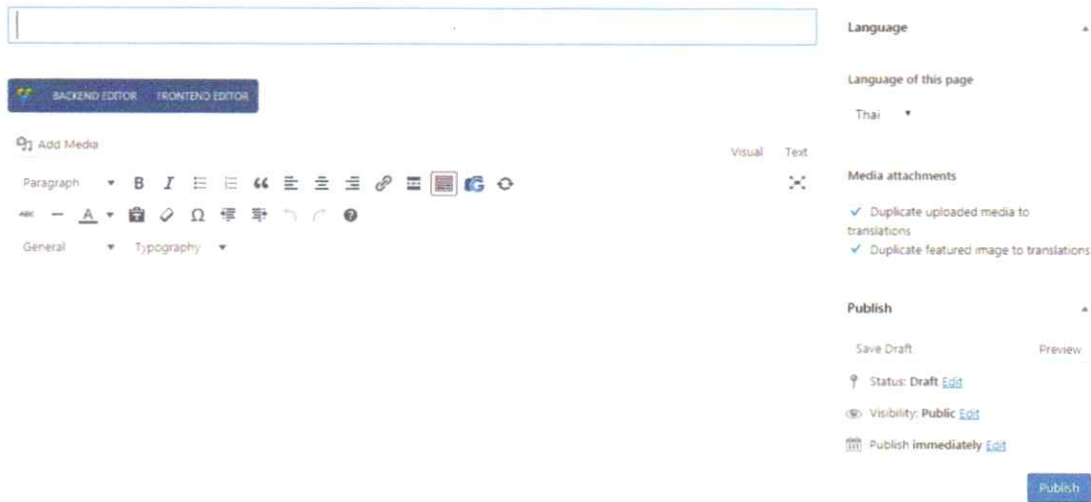 Language
BACKEND EDITOR FRONTEND EDITOR
Language of this page
Thai
Add Media
Visual Text
Paragraph
B I
Media attachments
ABC A Ω
Duplicate uploaded media to
translations
General Typography
Duplicate featured image to translations
Publish
Save Draft Preview
Status: Draft Edit
Visibility: Public Edit
Publish immediately Edit
Publish